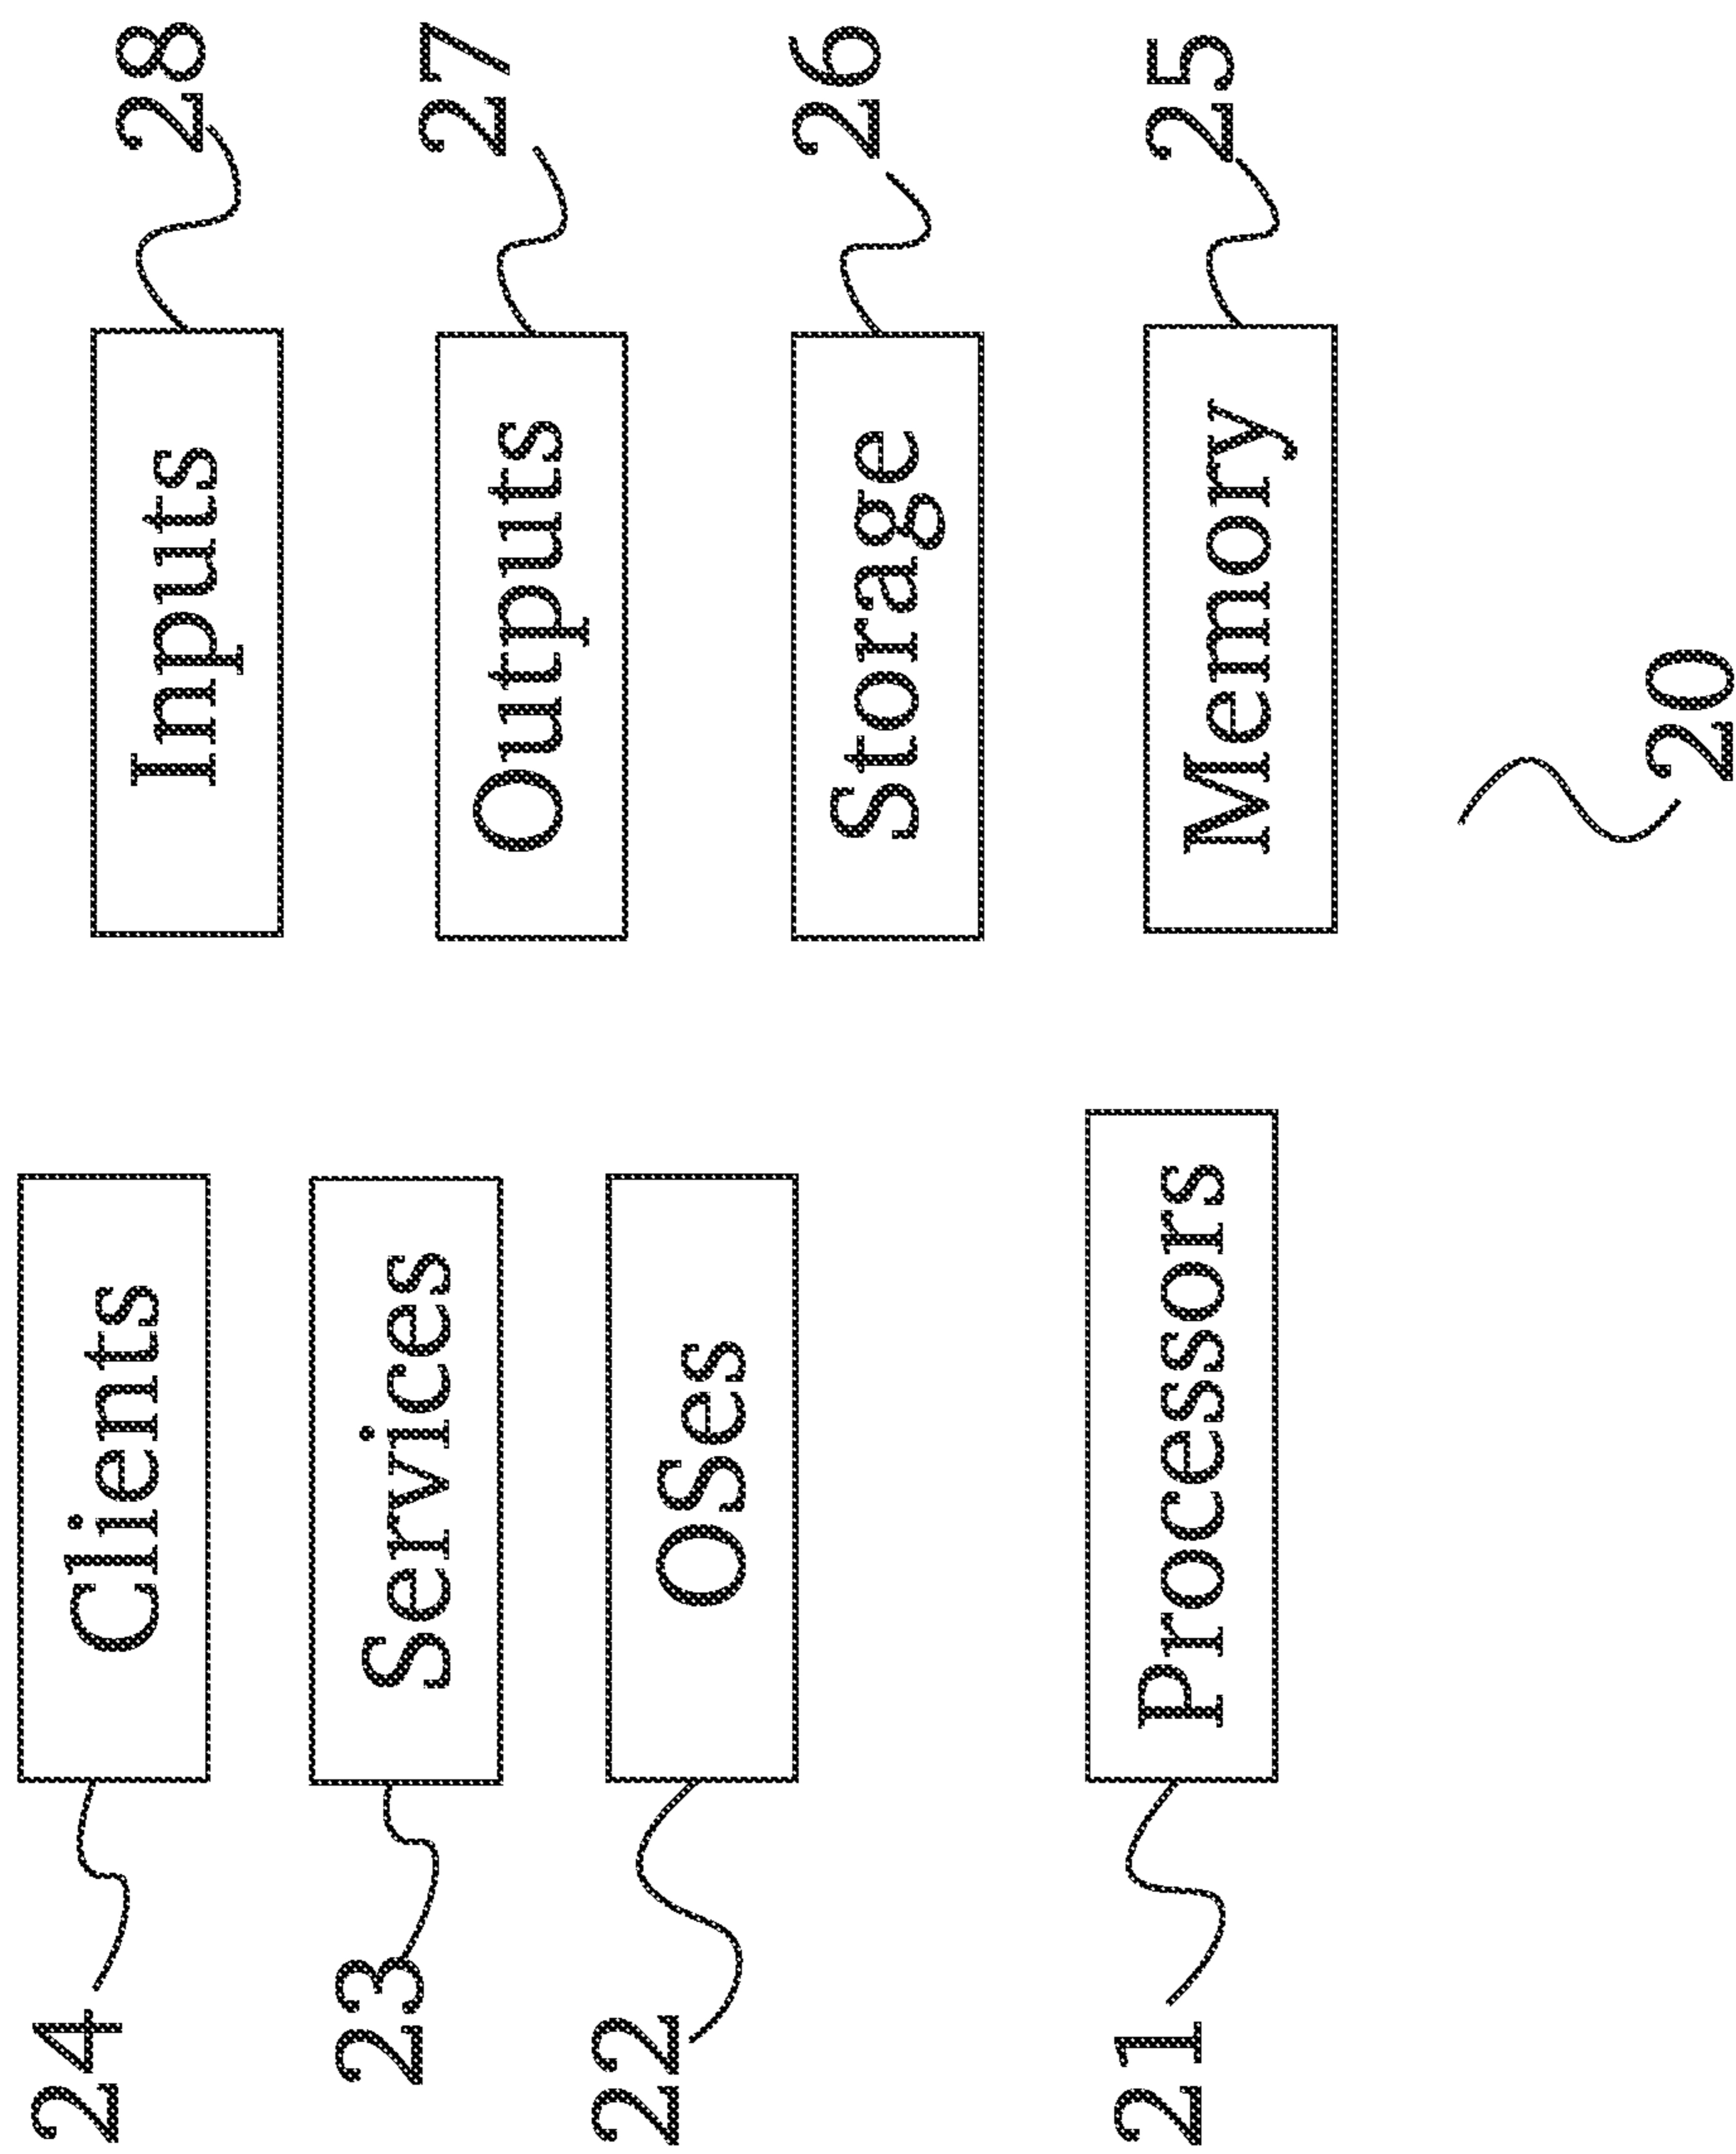 24 Clients
Inputs 28
23 Services
Outputs 27
22 OSes
Storage 26
21 Processors
Memory 25
20